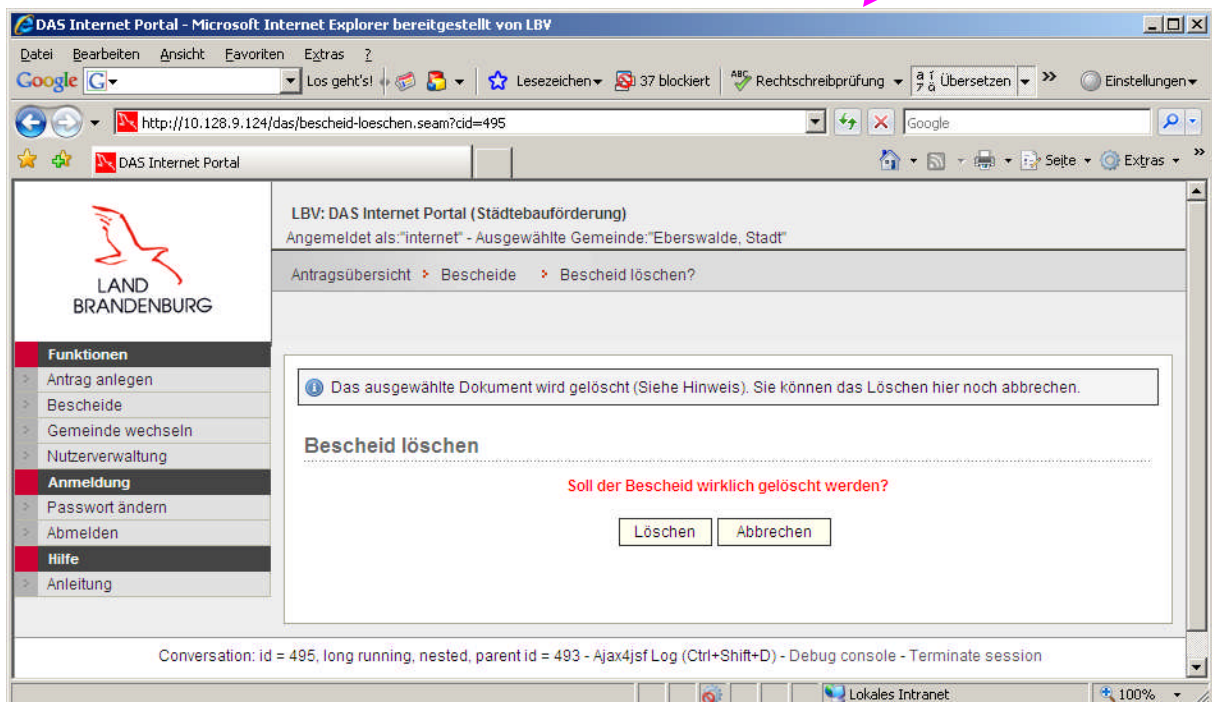 DAS Internet Portal - Microsoft Internet Explorer bereitgestellt von LBV
Datei Bearbeiten Ansicht Favoriten Extras ?
Google G Los geht's! Lesezeichen 37 blockiert ABC Rechtschreibprüfung Übersetzen » Einstellungen
http://10.128.9.124/das/bescheid-loeschen.seam?cid=495 Google
DAS Internet Portal Seite Extras »
LAND
BRANDENBURG
LBV: DAS Internet Portal (Städtebauförderung)
Angemeldet als:"internet" - Ausgewählte Gemeinde:"Eberswalde, Stadt"
Antragsübersicht Bescheide Bescheid löschen?
Funktionen
Antrag anlegen
Bescheide
Gemeinde wechseln
Nutzerverwaltung
Anmeldung
Passwort ändern
Abmelden
Hilfe
Anleitung
Das ausgewählte Dokument wird gelöscht (Siehe Hinweis). Sie können das Löschen hier noch abbrechen.
Bescheid löschen
Soll der Bescheid wirklich gelöscht werden?
Löschen Abbrechen
Conversation: id = 495, long running, nested, parent id = 493 - Ajax4jsf Log (Ctrl+Shift+D) - Debug console - Terminate session
Lokales Intranet 100%